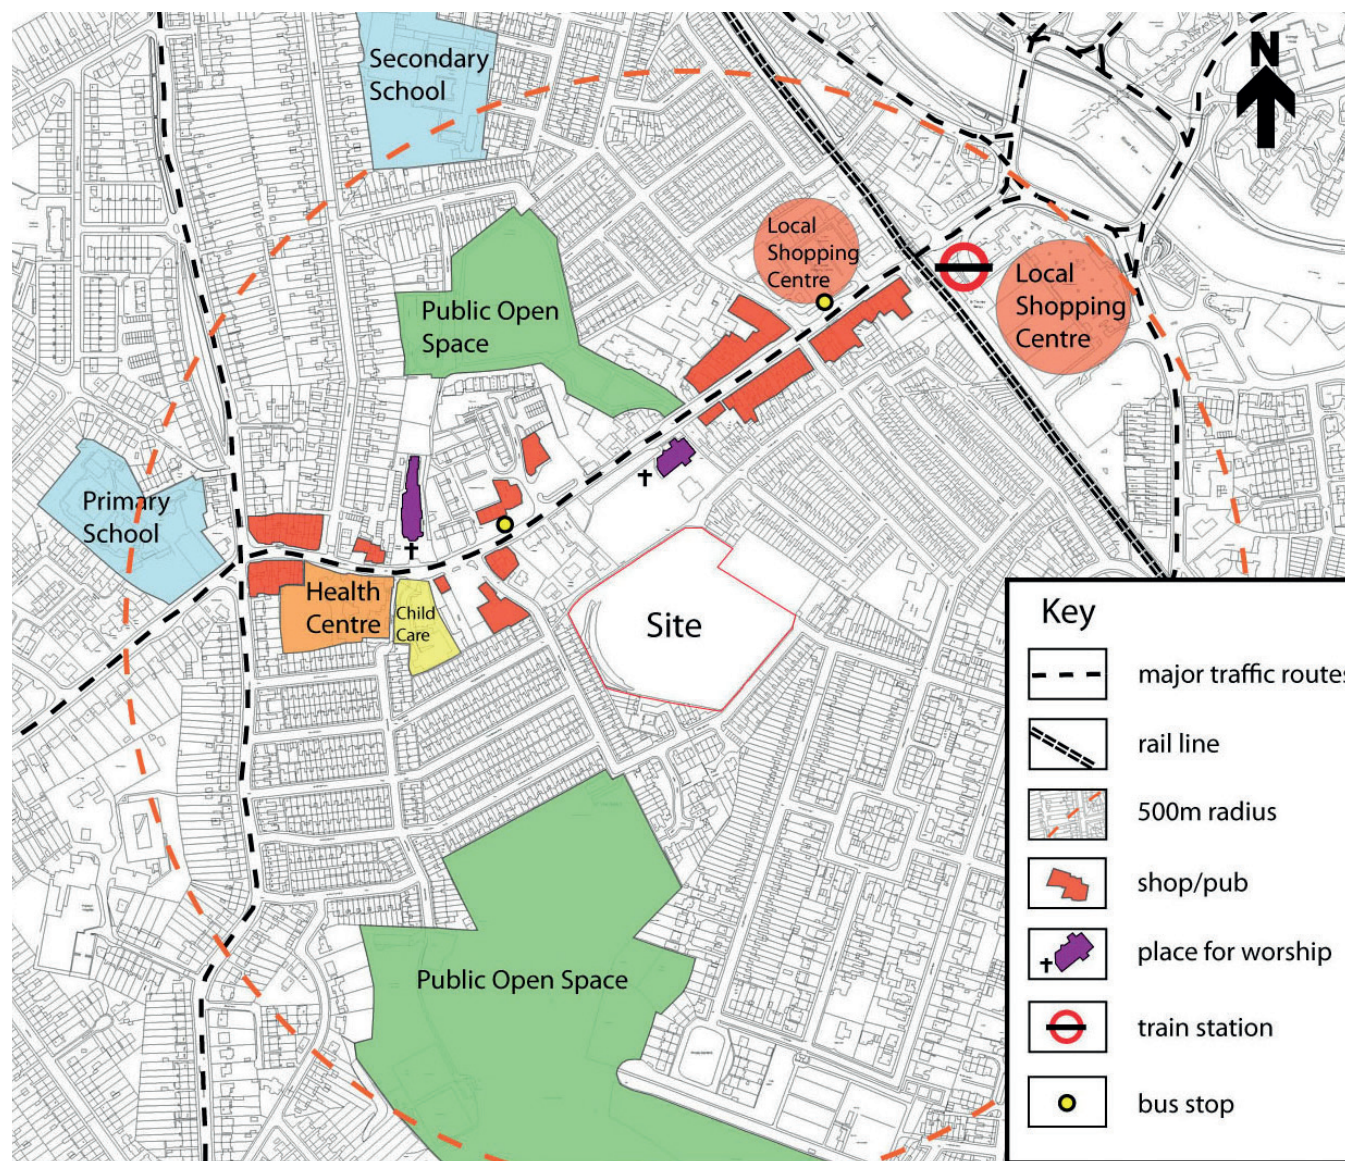 Secondary
School
N
Local
Shopping
Centre
Local
Shopping
Centre
Public Open
Space
Primary
School
Health
Centre
Child
Care
Site
Public Open Space
Key
major traffic routes
rail line
500m radius
shop/pub
place for worship
train station
bus stop